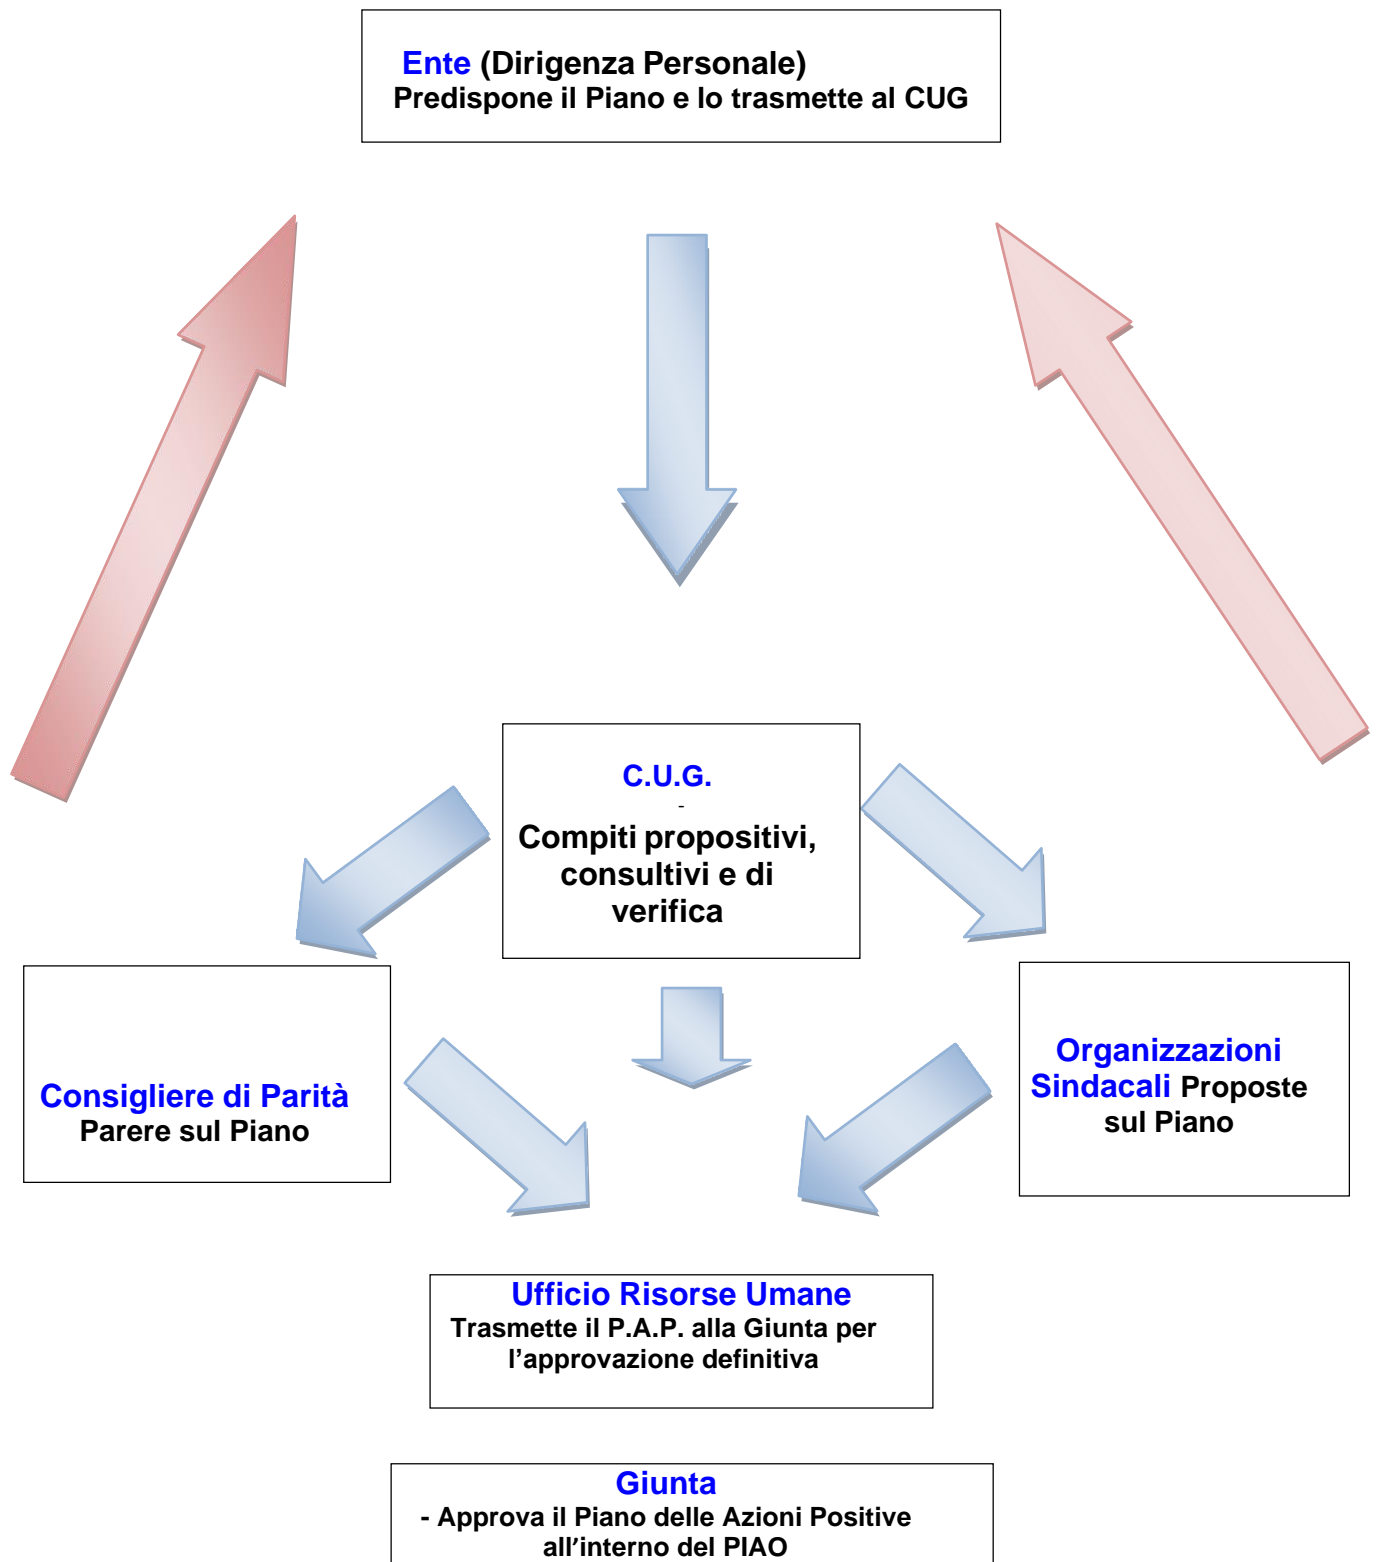 Ente (Dirigenza Personale)
Predispone il Piano e lo trasmette al CUG
C.U.G.
-
Compiti propositivi,
consultivi e di
verifica
Consigliere di Parità
Parere sul Piano
Organizzazioni
Sindacali Proposte
sul Piano
Ufficio Risorse Umane
Trasmette il P.A.P. alla Giunta per
l’approvazione definitiva
Giunta
- Approva il Piano delle Azioni Positive
all’interno del PIAO